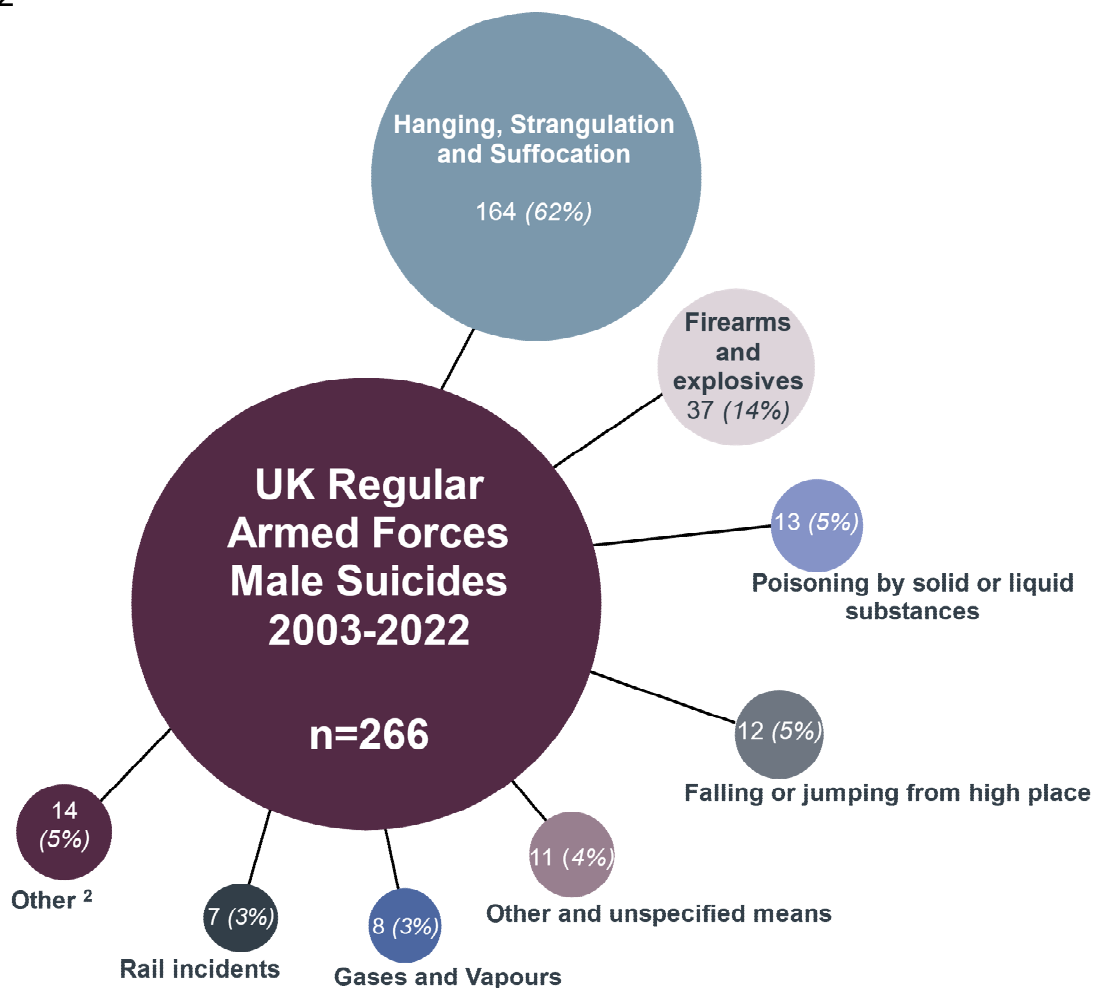 Hanging, Strangulation
and Suffocation
164 (62%)
Firearms
and
explosives
37 (14%)
UK Regular
Armed Forces
Male Suicides
2003-2022
n=266
13 (5%)
Poisoning by solid or liquid
substances
12 (5%)
Falling or jumping from high place
11 (4%)
Other and unspecified means
8 (3%)
Gases and Vapours
7 (3%)
Rail incidents
14
(5%)
Other ²